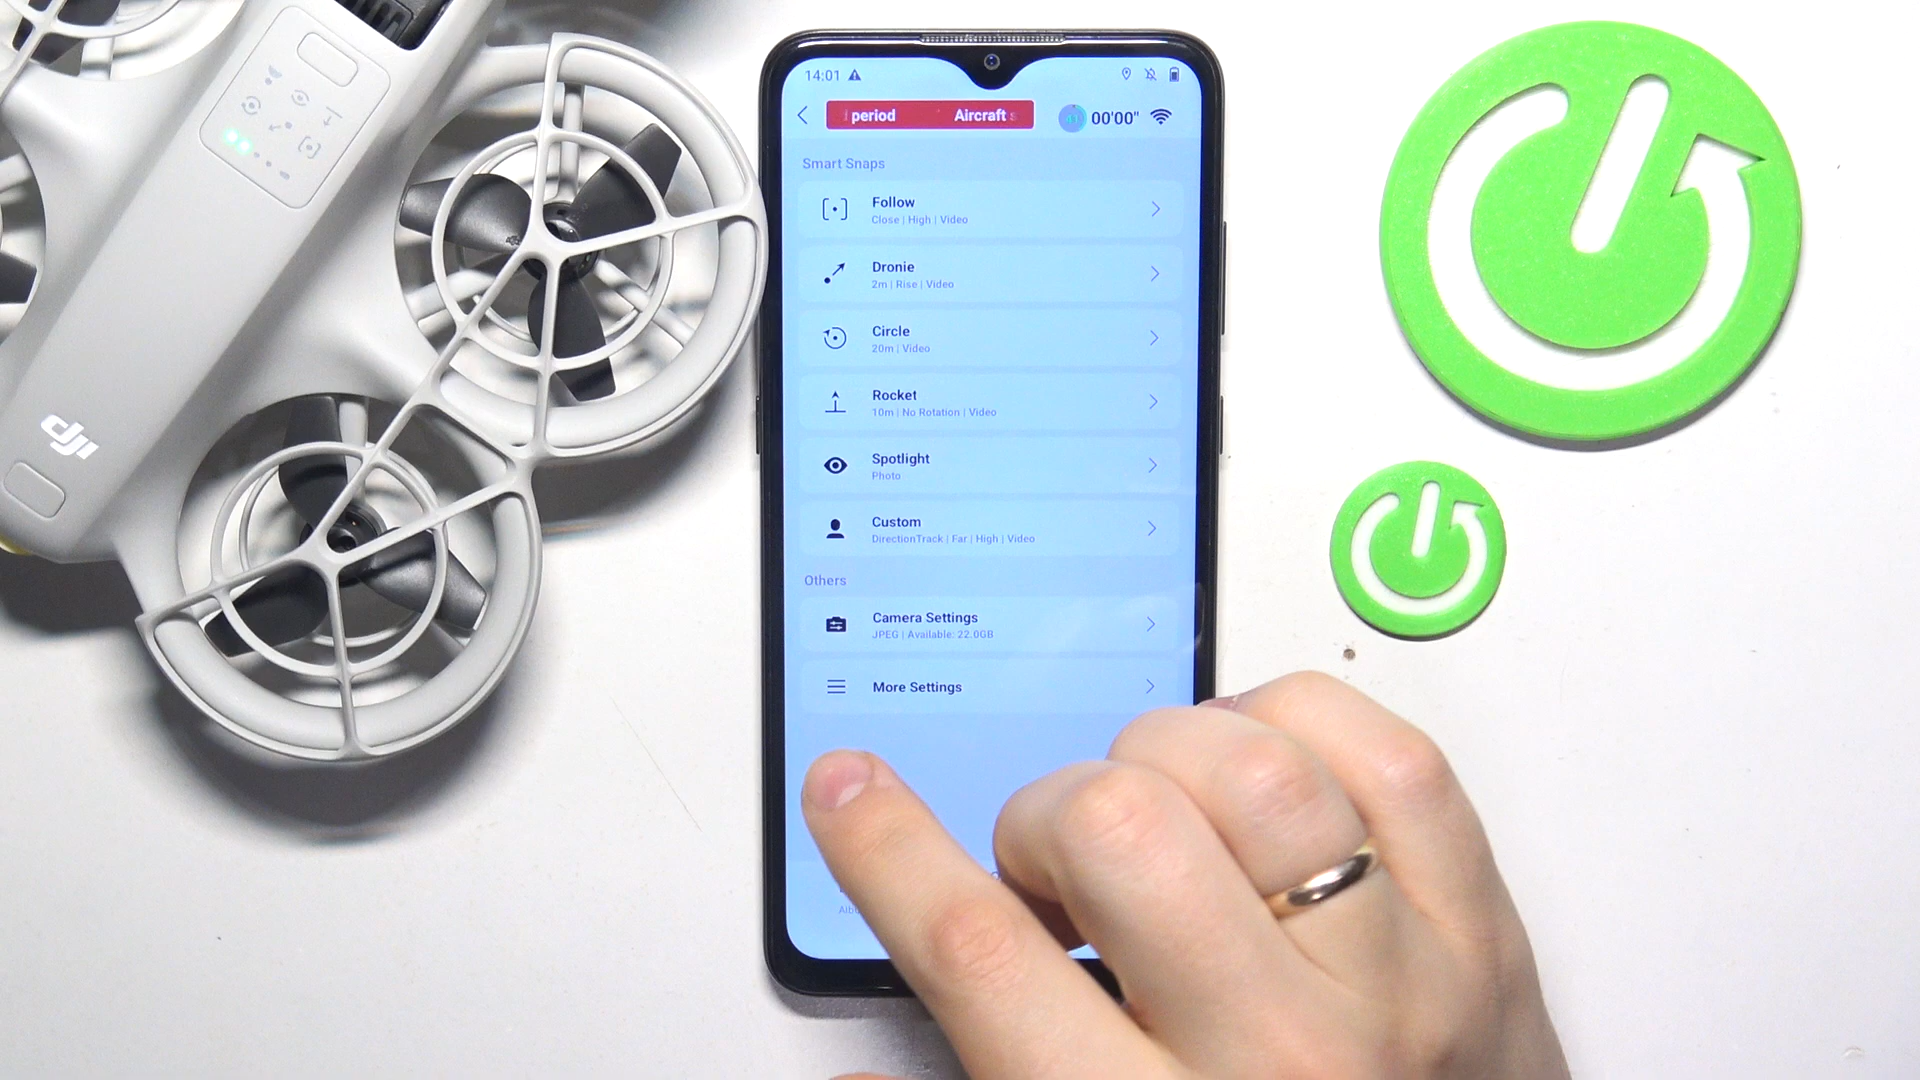 dji
14:01
period Aircraft
00'00"
Smart Snaps
Follow
Close | High | Video
Dronie
2m | Rise | Video
Circle
20m | Video
Rocket
10m | No Rotation | Video
Spotlight
Photo
Custom
DirectionTrack | Far | High | Video
Others
Camera Settings
JPEG | Available: 22.0GB
More Settings